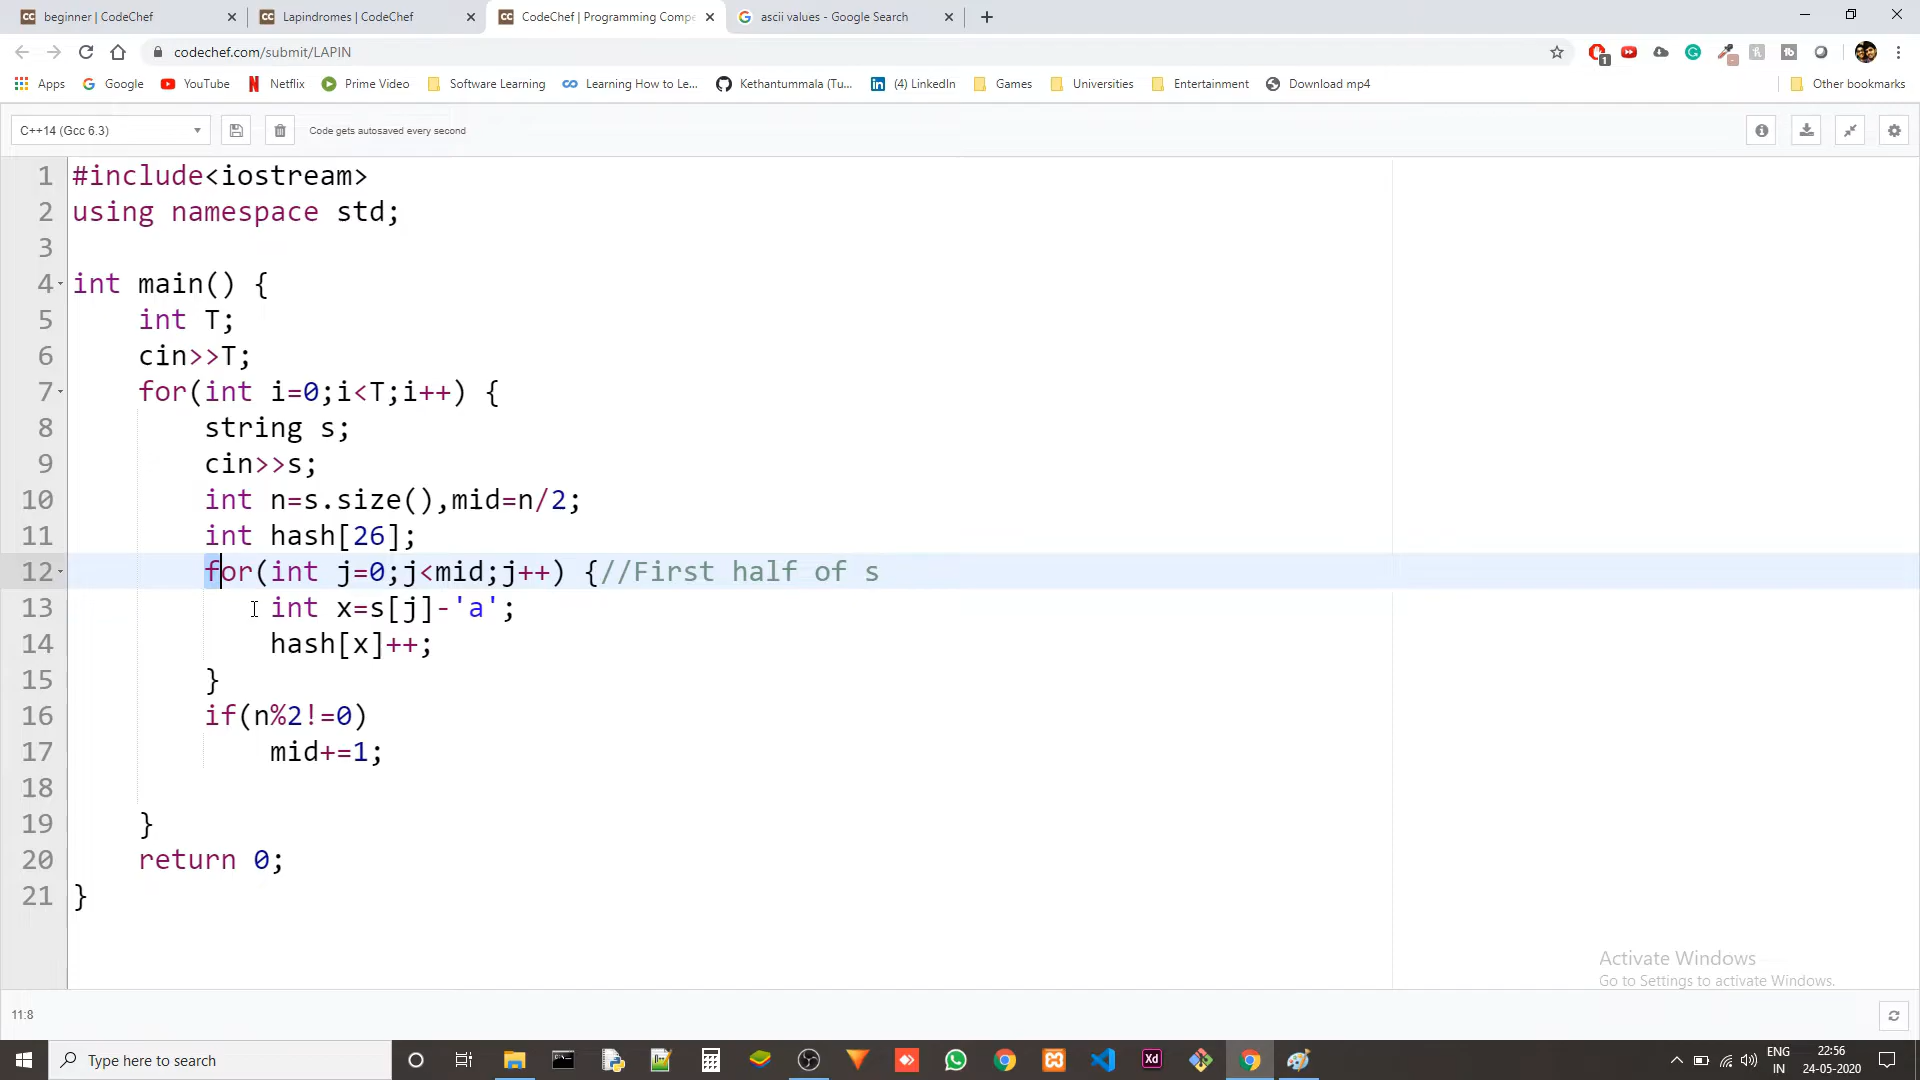 beginner | CodeChef
Lapindromes | CodeChef
CodeChef | Programming Compe
ascii values - Google Search
codechef.com/submit/LAPIN
1
Apps
Google
YouTube
Netflix
Prime Video
Software Learning
Learning How to Le...
Kethantummala (Tu...
(4) LinkedIn
Games
Universities
Entertainment
Download mp4
Other bookmarks
C++14 (Gcc 6.3)
Code gets autosaved every second
1 #include<iostream>
2 using namespace std;
3
4 int main() {
5 int T;
6 cin>>T;
7 for(int i=0;i<T;i++) {
8 string s;
9 cin>>s;
10 int n=s.size(),mid=n/2;
11 int hash[26];
12 for(int j=0;j<mid;j++) {//First half of s
13 int x=s[j]-'a';
14 hash[x]++;
15 }
16 if(n%2!=0)
17 mid+=1;
18
19 }
20 return 0;
21 }
Activate Windows
Go to Settings to activate Windows.
11:8
Type here to search
Xd
ENG
IN
22:56
24-05-2020